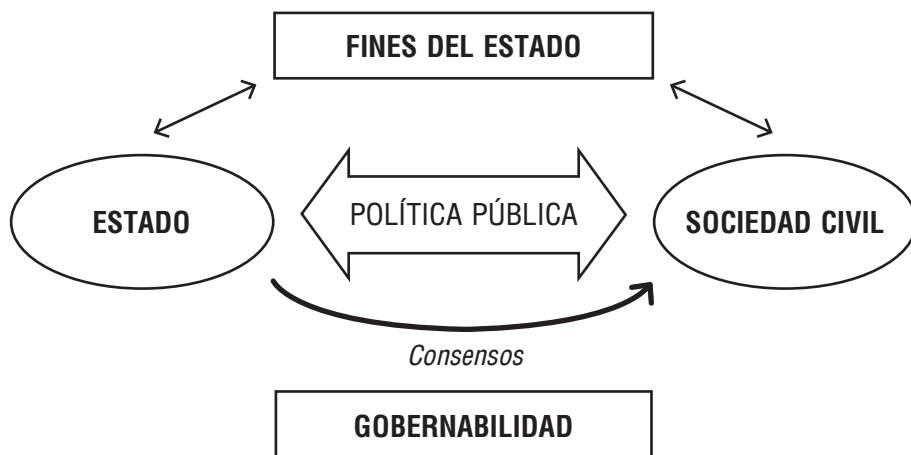 FINES DEL ESTADO
ESTADO
POLÍTICA PÚBLICA
SOCIEDAD CIVIL
Consensos
GOBERNABILIDAD